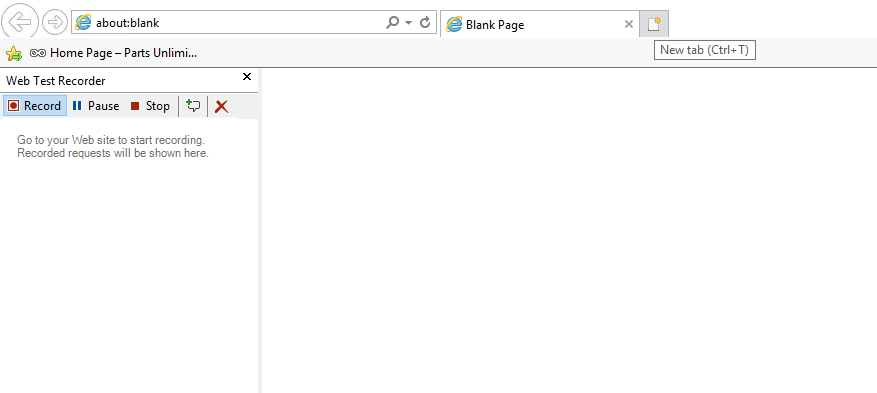 about:blank
Blank Page
New tab (Ctrl+T)
Home Page – Parts Unlimi...
Web Test Recorder
Record Pause Stop
Go to your Web site to start recording.
Recorded requests will be shown here.